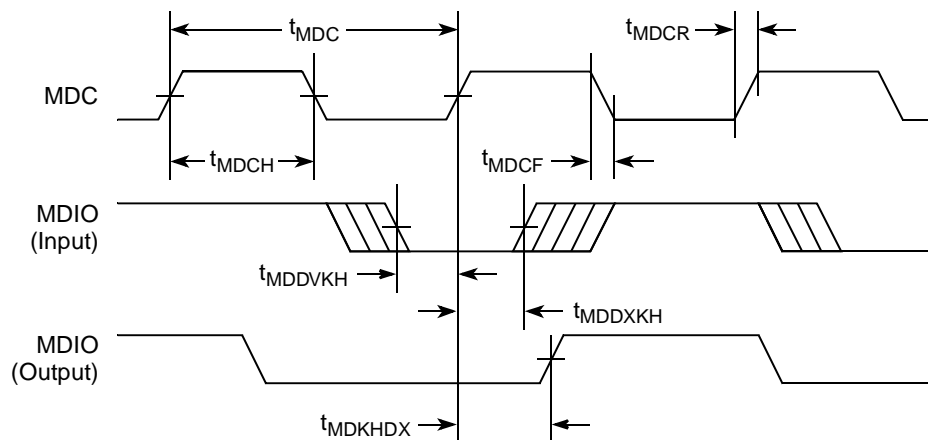 tMDC
tMDCR
MDC
tMDCH
tMDCF
MDIO
(Input)
tMDDVKH
tMDDXKH
MDIO
(Output)
tMDKHDX